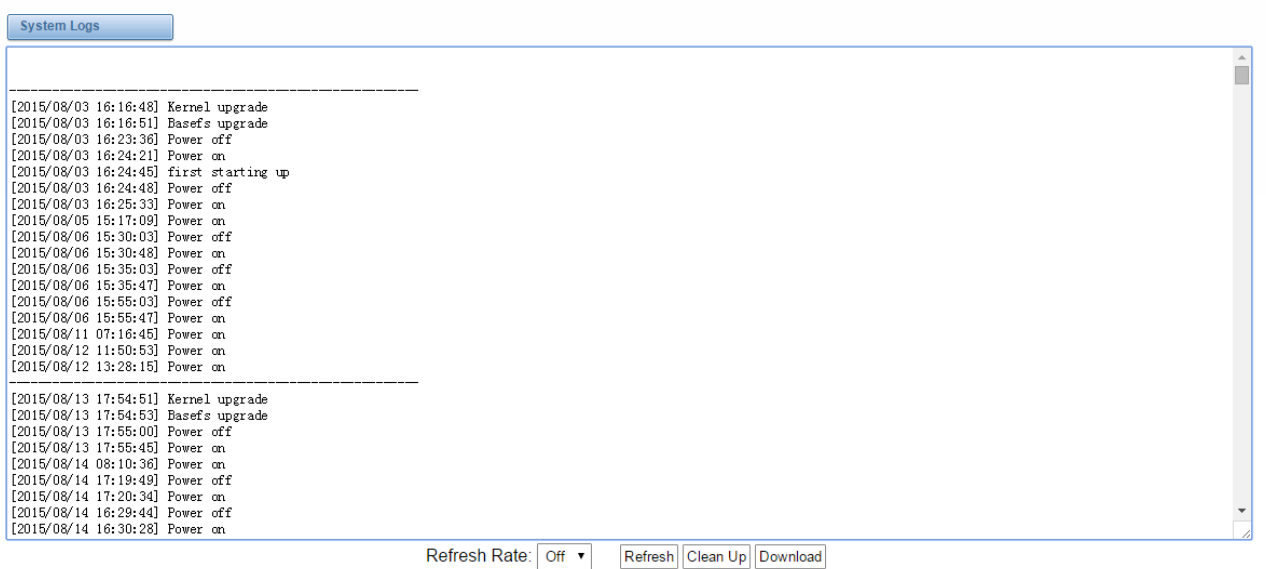 System Logs
[2015/08/03 16:16:48] Kernel upgrade
[2015/08/03 16:16:51] Basefs upgrade
[2015/08/03 16:23:36] Power off
[2015/08/03 16:24:21] Power on
[2015/08/03 16:24:45] first starting up
[2015/08/03 16:24:48] Power off
[2015/08/03 16:25:33] Power on
[2015/08/05 15:17:09] Power on
[2015/08/06 15:30:03] Power off
[2015/08/06 15:30:48] Power on
[2015/08/06 15:35:03] Power off
[2015/08/06 15:35:47] Power on
[2015/08/06 15:55:03] Power off
[2015/08/06 15:55:47] Power on
[2015/08/11 07:16:45] Power on
[2015/08/12 11:50:53] Power on
[2015/08/12 13:28:15] Power on
[2015/08/13 17:54:51] Kernel upgrade
[2015/08/13 17:54:53] Basefs upgrade
[2015/08/13 17:55:00] Power off
[2015/08/13 17:55:45] Power on
[2015/08/14 08:10:36] Power on
[2015/08/14 17:19:49] Power off
[2015/08/14 17:20:34] Power on
[2015/08/14 16:29:44] Power off
[2015/08/14 16:30:28] Power on
Refresh Rate: Off Refresh Clean Up Download